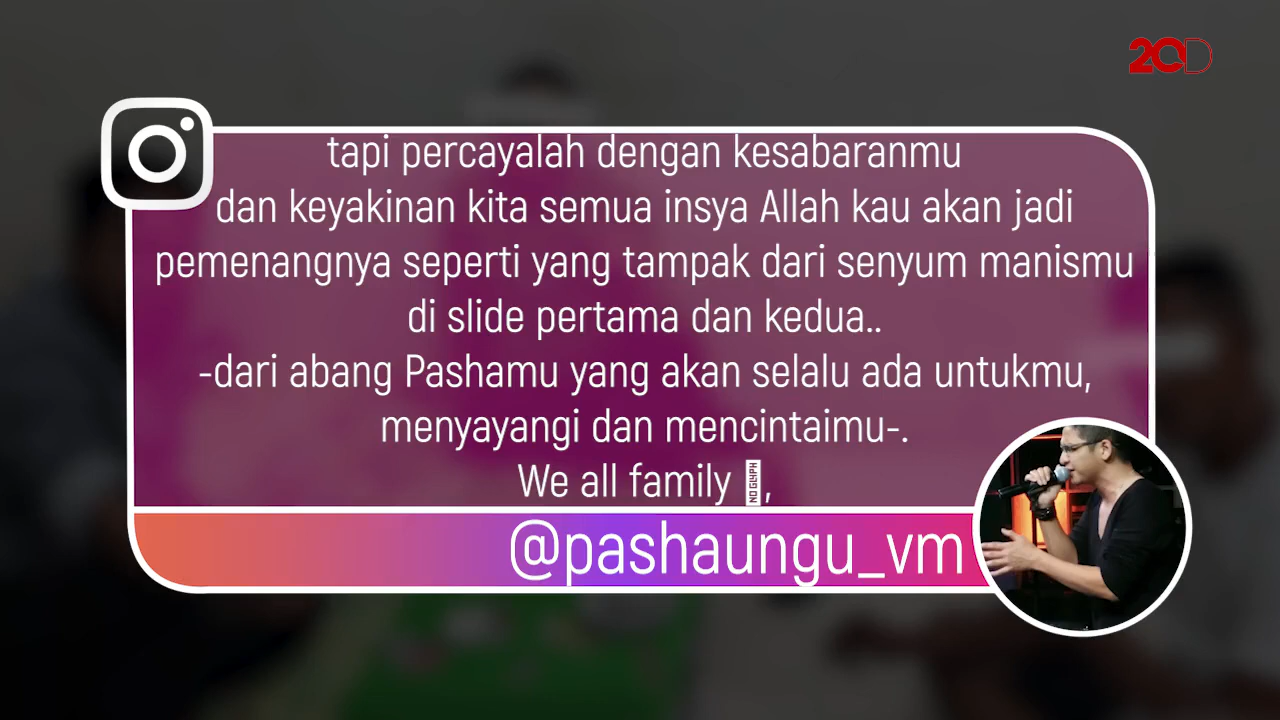 20D
tapi percayalah dengan kesabaranmu
dan keyakinan kita semua insya Allah kau akan jadi
pemenangnya seperti yang tampak dari senyum manismu
di slide pertama dan kedua..
-dari abang Pashamu yang akan selalu ada untukmu,
menyayangi dan mencintaimu-.
We all family NO GLYPH,
@pashaungu_vm